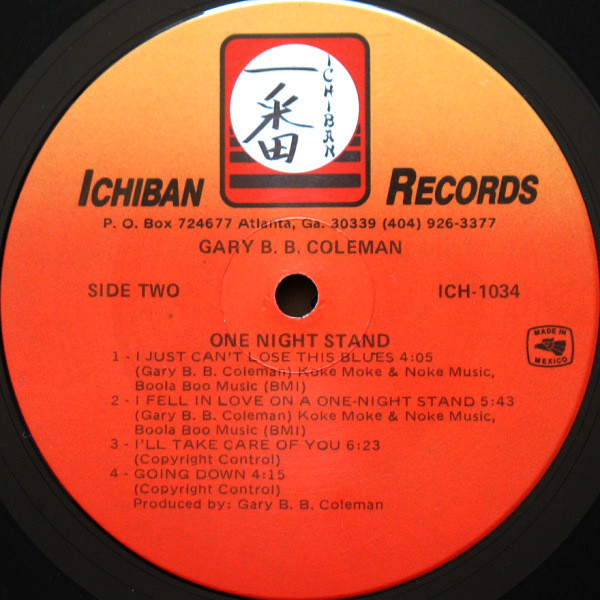 一番
ICHIBAN
ICHIBAN RECORDS
P. O. Box 724677 Atlanta, Ga. 30339 (404) 926-3377
GARY B. B. COLEMAN
SIDE TWO
ICH-1034
ONE NIGHT STAND
MADE IN
MEXICO
1 - I JUST CAN'T LOSE THIS BLUES 4:05
(Gary B. B. Coleman) Koke Moke & Noke Music,
Boola Boo Music (BMI)
2 - I FELL IN LOVE ON A ONE-NIGHT STAND 5:43
(Gary B. B. Coleman) Koke Moke & Noke Music,
Boola Boo Music (BMI)
3 - I'LL TAKE CARE OF YOU 6:23
(Copyright Control)
4 - GOING DOWN 4:15
(Copyright Control)
Produced by: Gary B. B. Coleman